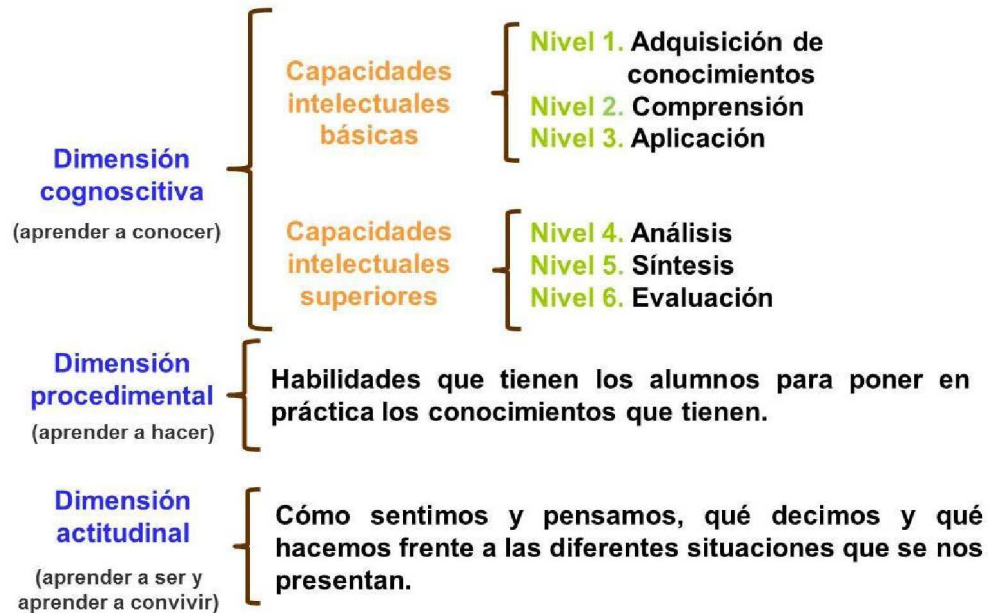 Dimensión
cognoscitiva
(aprender a conocer)
Capacidades
intelectuales
básicas
Nivel 1. Adquisición de
conocimientos
Nivel 2. Comprensión
Nivel 3. Aplicación
Capacidades
intelectuales
superiores
Nivel 4. Análisis
Nivel 5. Síntesis
Nivel 6. Evaluación
Dimensión
procedimental
(aprender a hacer)
Habilidades que tienen los alumnos para poner en
práctica los conocimientos que tienen.
Dimensión
actitudinal
(aprender a ser y
aprender a convivir)
Cómo sentimos y pensamos, qué decimos y qué
hacemos frente a las diferentes situaciones que se nos
presentan.